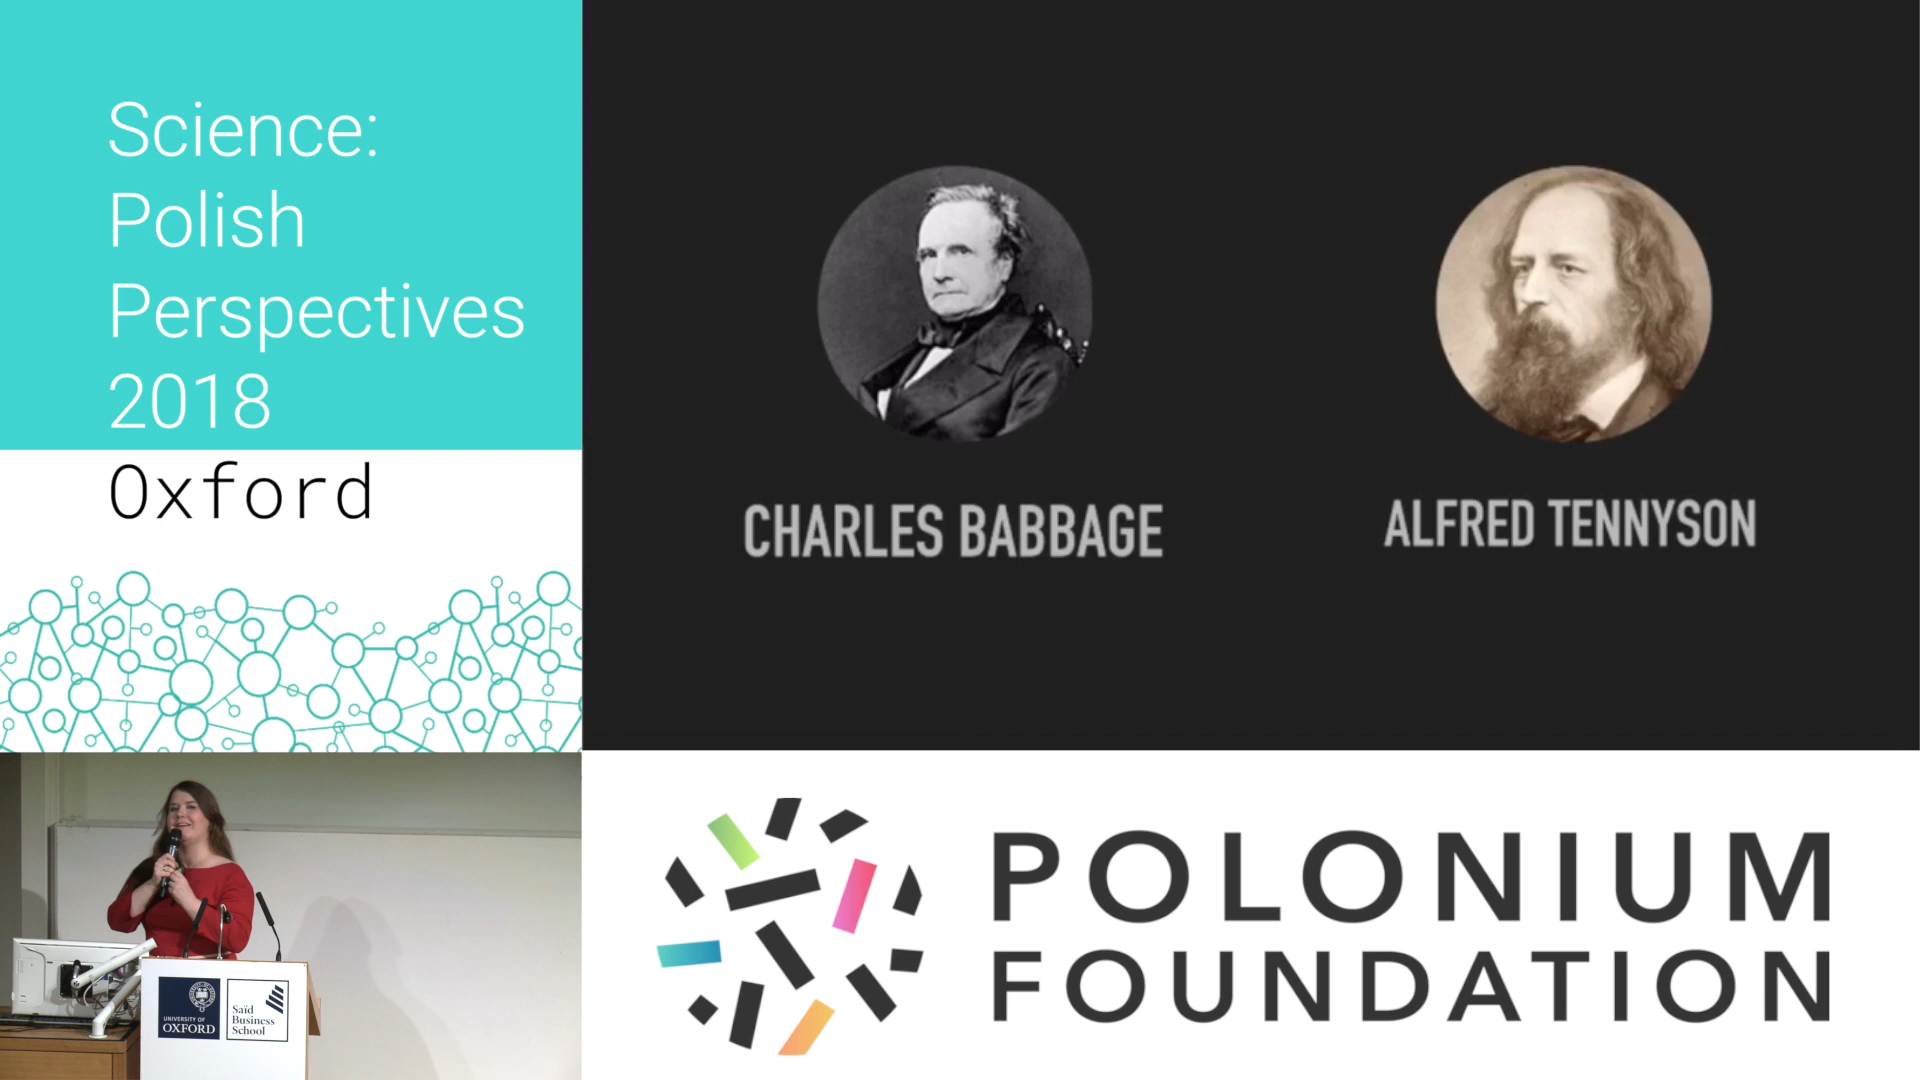 Science:
Polish
Perspectives
2018
Oxford
CHARLES BABBAGE
ALFRED TENNYSON
UNIVERSITY OF
OXFORD
Saïd
Business
School
POLONIUM
FOUNDATION